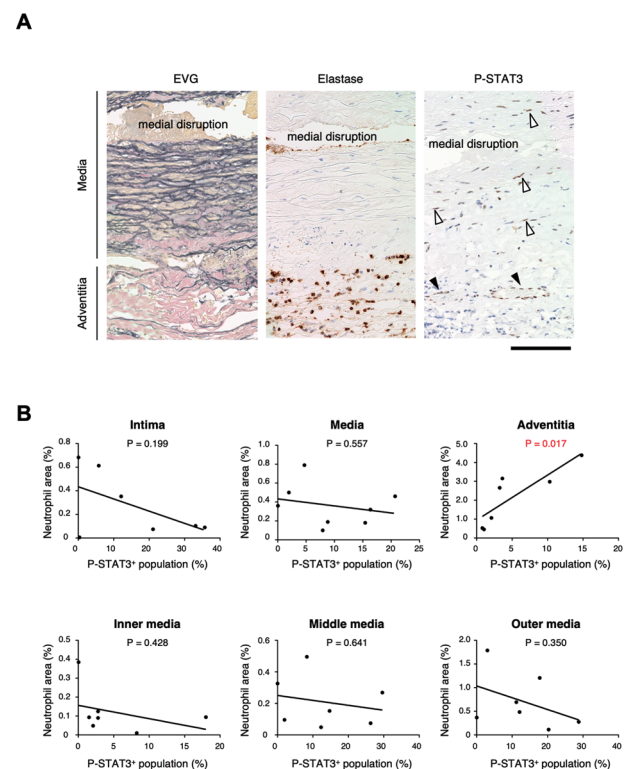 A
EVG
Elastase
P-STAT3
Media
Adventitia
medial disruption
medial disruption
medial disruption
B
Intima
P = 0.199
Neutrophil area (%)
0.8
0.6
0.4
0.2
0
0
10
20
30
40
P-STAT3+ population (%)
Media
P = 0.557
Neutrophil area (%)
1.0
0.8
0.6
0.4
0.2
0
0
5
10
15
20
25
P-STAT3+ population (%)
Adventitia
P = 0.017
Neutrophil area (%)
5.0
4.0
3.0
2.0
1.0
0
0
5
10
15
20
P-STAT3+ population (%)
Inner media
P = 0.428
Neutrophil area (%)
0.5
0.4
0.3
0.2
0.1
0
0
5
10
15
20
P-STAT3+ population (%)
Middle media
P = 0.641
Neutrophil area (%)
0.6
0.4
0.2
0
0
10
20
30
40
P-STAT3+ population (%)
Outer media
P = 0.350
Neutrophil area (%)
2.0
1.5
1.0
0.5
0
0
10
20
30
40
P-STAT3+ population (%)